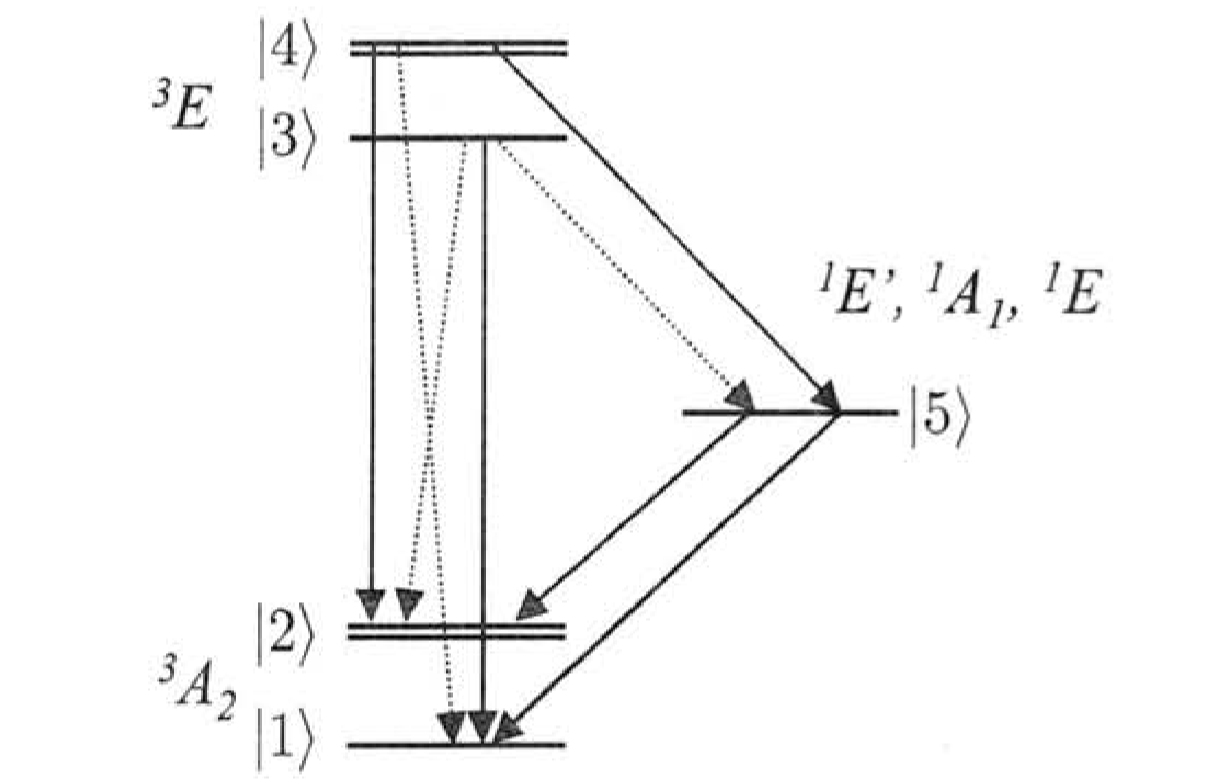 |4⟩
³E
|3⟩
¹E’, ¹A₁, ¹E
|5⟩
|2⟩
³A₂
|1⟩